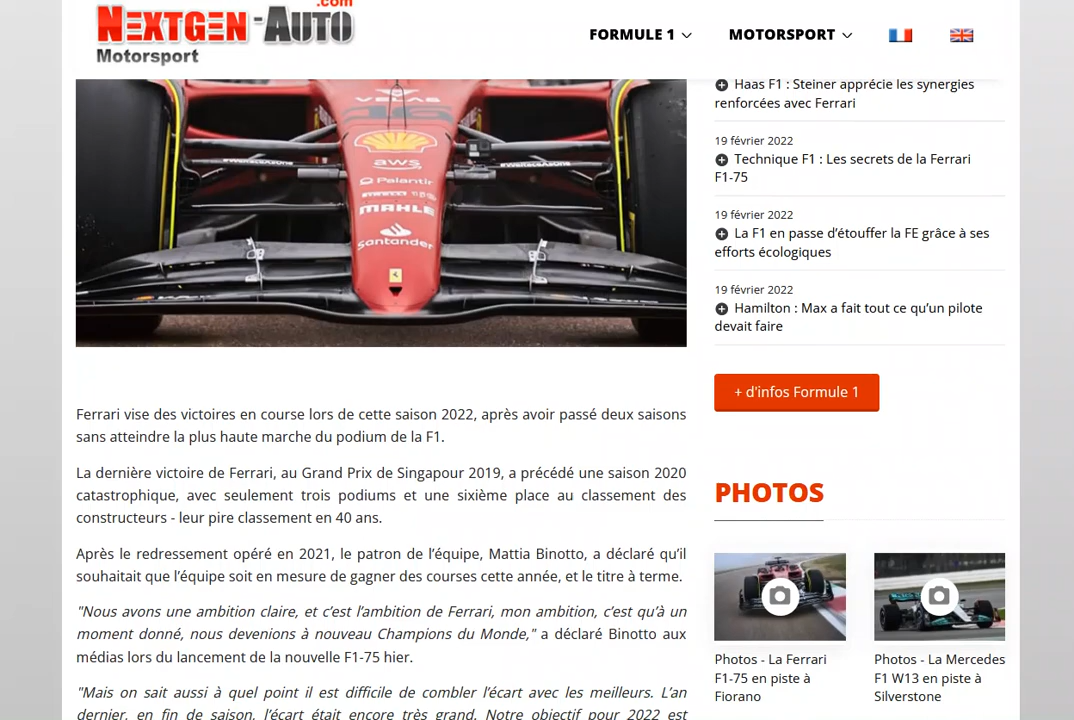 NEXTGEN-AUTO
.com
Motorsport
FORMULE 1
MOTORSPORT
VELAS
16
aws
Palantir
MAHLE
Santander
Ferrari vise des victoires en course lors de cette saison 2022, après avoir passé deux saisons
sans atteindre la plus haute marche du podium de la F1.
La dernière victoire de Ferrari, au Grand Prix de Singapour 2019, a précédé une saison 2020
catastrophique, avec seulement trois podiums et une sixième place au classement des
constructeurs - leur pire classement en 40 ans.
Après le redressement opéré en 2021, le patron de l’équipe, Mattia Binotto, a déclaré qu’il
souhaitait que l’équipe soit en mesure de gagner des courses cette année, et le titre à terme.
"Nous avons une ambition claire, et c’est l’ambition de Ferrari, mon ambition, c’est qu’à un
moment donné, nous devenions à nouveau Champions du Monde," a déclaré Binotto aux
médias lors du lancement de la nouvelle F1-75 hier.
"Mais on sait aussi à quel point il est difficile de combler l’écart avec les meilleurs. L’an
dernier, en fin de saison, l’écart était encore très grand. Notre objectif pour 2022 est
Haas F1 : Steiner apprécie les synergies
renforcées avec Ferrari
19 février 2022
Technique F1 : Les secrets de la Ferrari
F1-75
19 février 2022
La F1 en passe d’étouffer la FE grâce à ses
efforts écologiques
19 février 2022
Hamilton : Max a fait tout ce qu’un pilote
devait faire
+ d'infos Formule 1
PHOTOS
Photos - La Ferrari
F1-75 en piste à
Fiorano
Photos - La Mercedes
F1 W13 en piste à
Silverstone